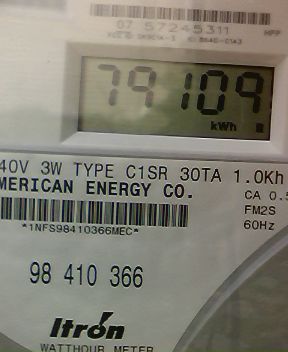 07 57245311
HPP
79109
kWh
40V 3W TYPE C1SR 30TA 1.0Kh
MERICAN ENERGY CO.
CA 0.5
FM2S
*1NFS98410366MEC*
60Hz
98 410 366
Itron
WATTHOUR METER